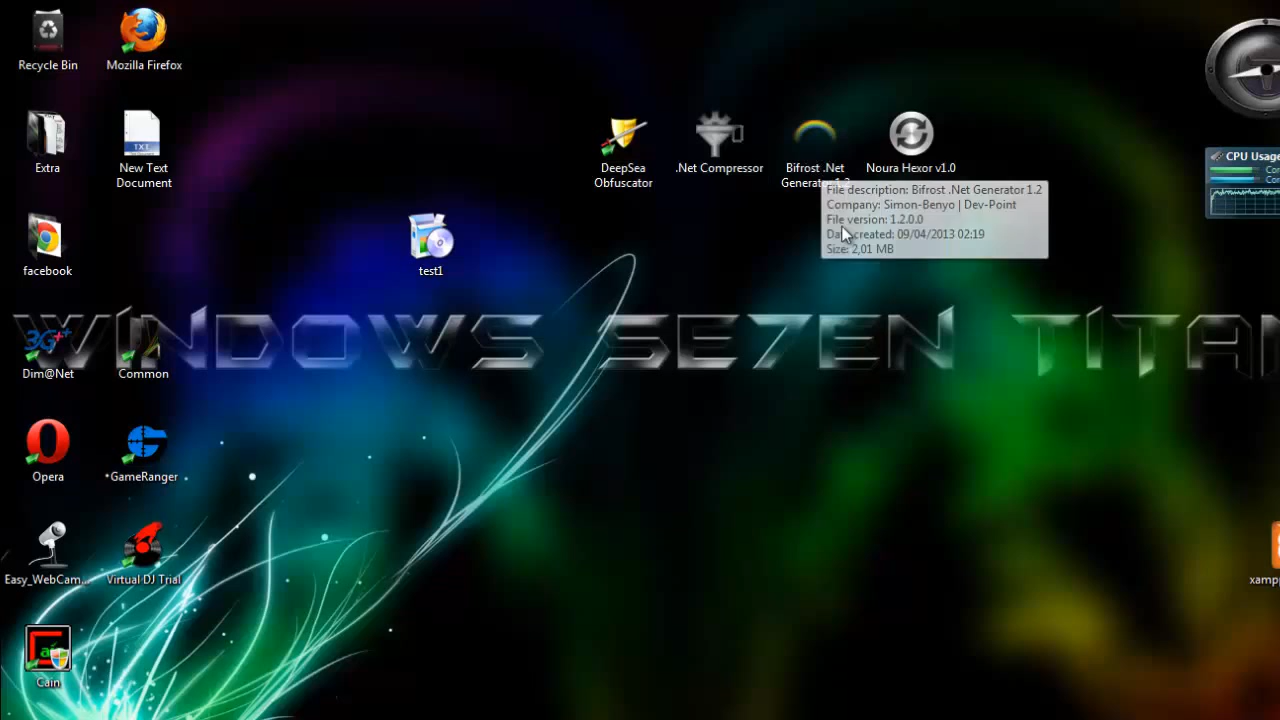 Recycle Bin
Mozilla Firefox
Extra
TXT
New Text
Document
DeepSea
Obfuscator
.Net Compressor
Bifrost .Net
Noura Hexor v1.0
File description: Bifrost .Net Generator 1.2
Company: Simon-Benyo | Dev-Point
File version: 1.2.0.0
created: 09/04/2013 02:19
Size: 2,01 MB
CPU Usage
facebook
test1
WINDOWS SE7EN TITA
3G++
Dim@Net
Common
Opera
*GameRanger
Easy_WebCam...
Virtual DJ Trial
xamp
Cain